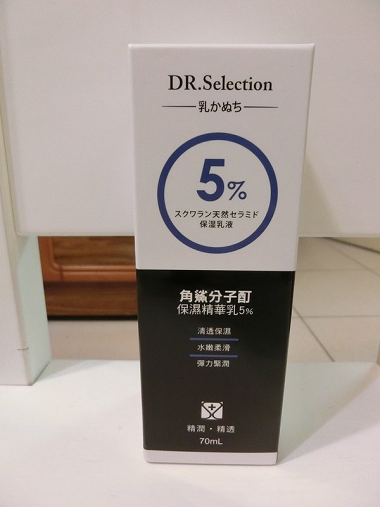 DR.Selection
乳かぬち
5%
スクワラン天然セラミド
保湿乳液
角鯊分子酊
保濕精華乳5%
清透保濕
水嫩柔滑
彈力緊潤
精潤・精透
70mL